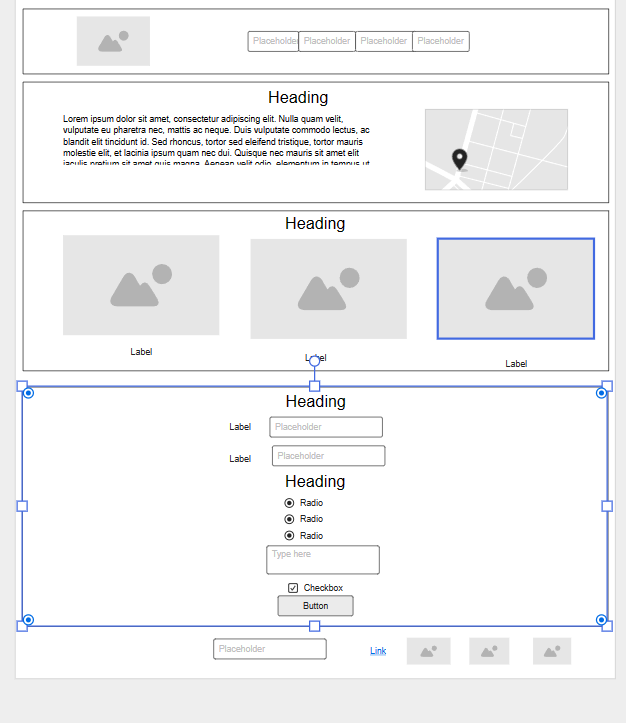 Placeholder Placeholder Placeholder Placeholder
Heading
Lorem ipsum dolor sit amet, consectetur adipiscing elit. Nulla quam velit,
vulputate eu pharetra nec, mattis ac neque. Duis vulputate commodo lectus, ac
blandit elit tincidunt id. Sed rhoncus, tortor sed eleifend tristique, tortor mauris
molestie elit, et lacinia ipsum quam nec dui. Quisque nec mauris sit amet elit
iaculis pretium sit amet quis magna. Aenean velit odio, elementum in tempus ut
Heading
Label
Label
Label
Heading
Label Placeholder
Label Placeholder
Heading
Radio
Radio
Radio
Type here
Checkbox
Button
Placeholder Link